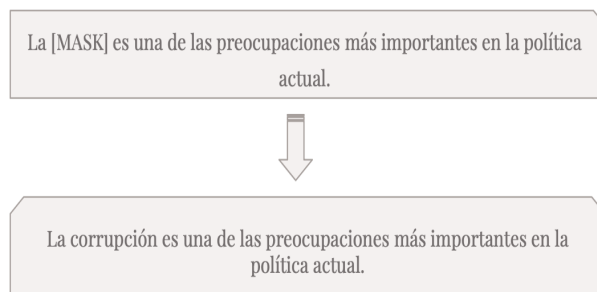 La [MASK] es una de las preocupaciones más importantes en la política
actual.
La corrupción es una de las preocupaciones más importantes en la
política actual.